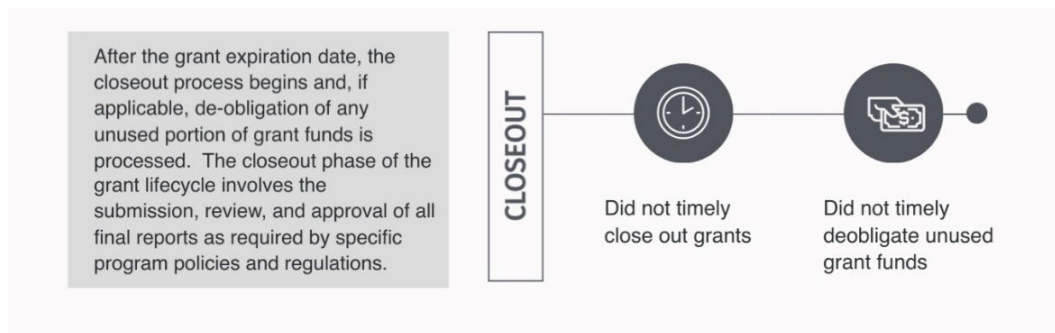 After the grant expiration date, the
closeout process begins and, if
applicable, de-obligation of any
unused portion of grant funds is
processed.  The closeout phase of the
grant lifecycle involves the
submission, review, and approval of all
final reports as required by specific
program policies and regulations.
CLOSEOUT
Did not timely
close out grants
$
Did not timely
deobligate unused
grant funds